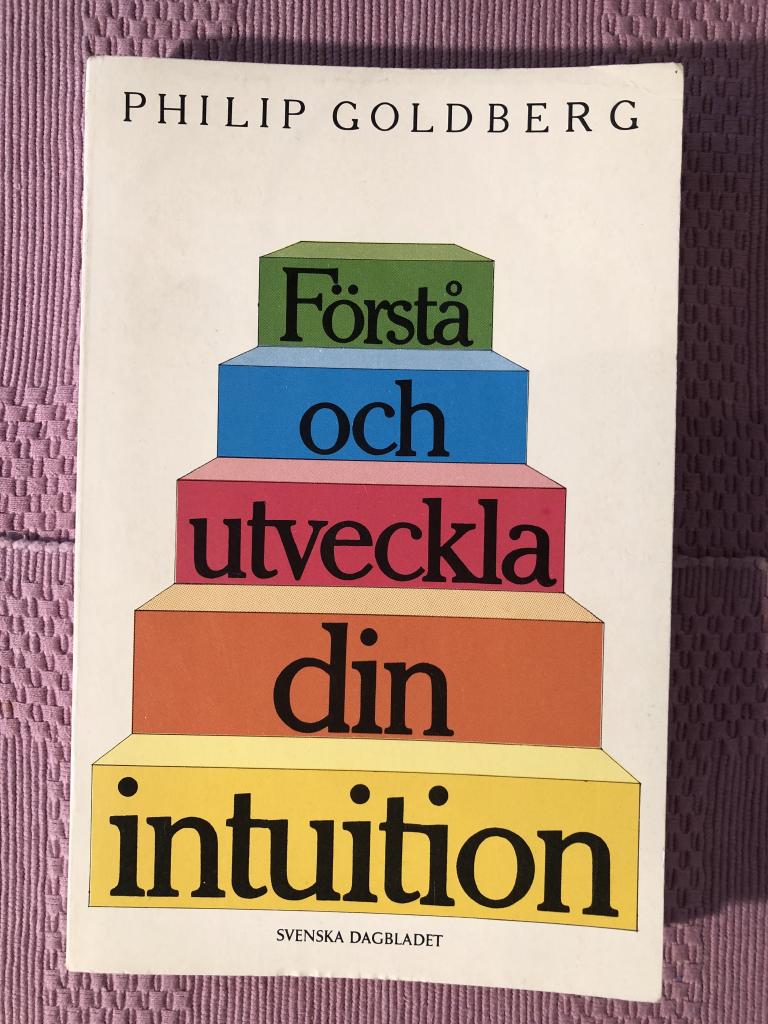 PHILIP GOLDBERG
Förstå
och
utveckla
din
intuition
SVENSKA DAGBLADET